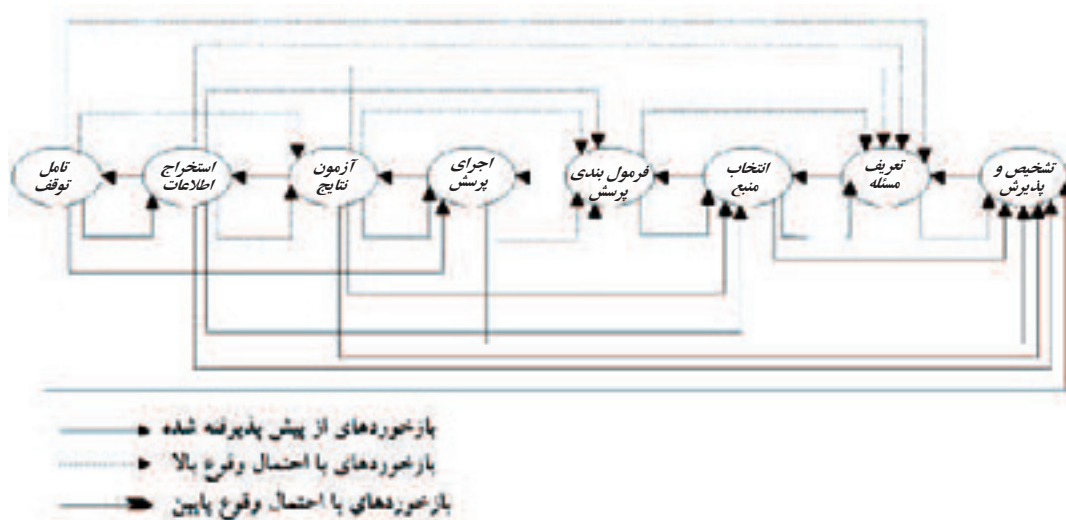 تشخیص و
پذیرش
تعریف
مسئله
انتخاب
منبع
فرمول بندی
پرسش
اجرای
پرسش
آزمون
نتایج
استخراج
اطلاعات
تامل
توقف
بازخوردهای از پیش پذیرفته شده
بازخوردهای با احتمال وقوع بالا
بازخوردهای با احتمال وقوع پایین